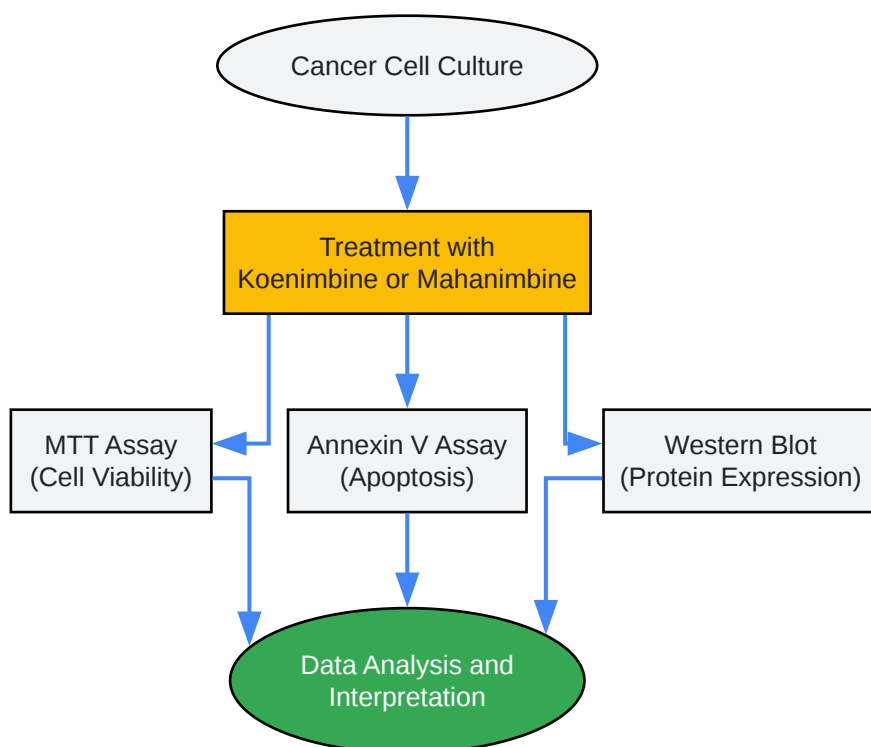 Cancer Cell Culture
Treatment with
Koenimbine or Mahanimbine
MTT Assay
(Cell Viability)
Annexin V Assay
(Apoptosis)
Western Blot
(Protein Expression)
Data Analysis and
Interpretation